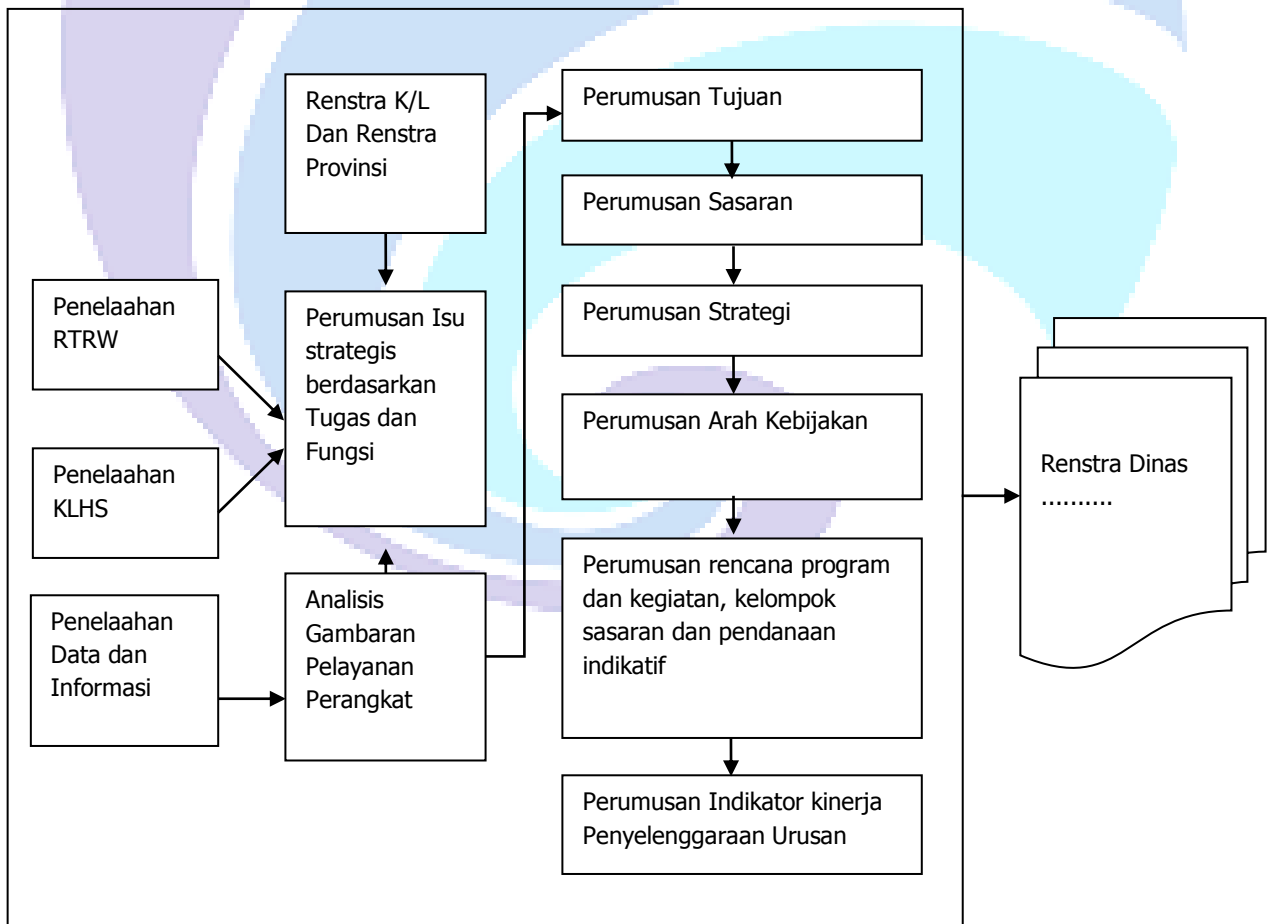 Renstra K/L
Dan Renstra
Provinsi
Penelaahan
RTRW
Perumusan Isu
strategis
berdasarkan
Tugas dan
Fungsi
Penelaahan
KLHS
Penelaahan
Data dan
Informasi
Analisis
Gambaran
Pelayanan
Perangkat
Perumusan Tujuan
Perumusan Sasaran
Perumusan Strategi
Perumusan Arah Kebijakan
Perumusan rencana program
dan kegiatan, kelompok
sasaran dan pendanaan
indikatif
Perumusan Indikator kinerja
Penyelenggaraan Urusan
Renstra Dinas
..........